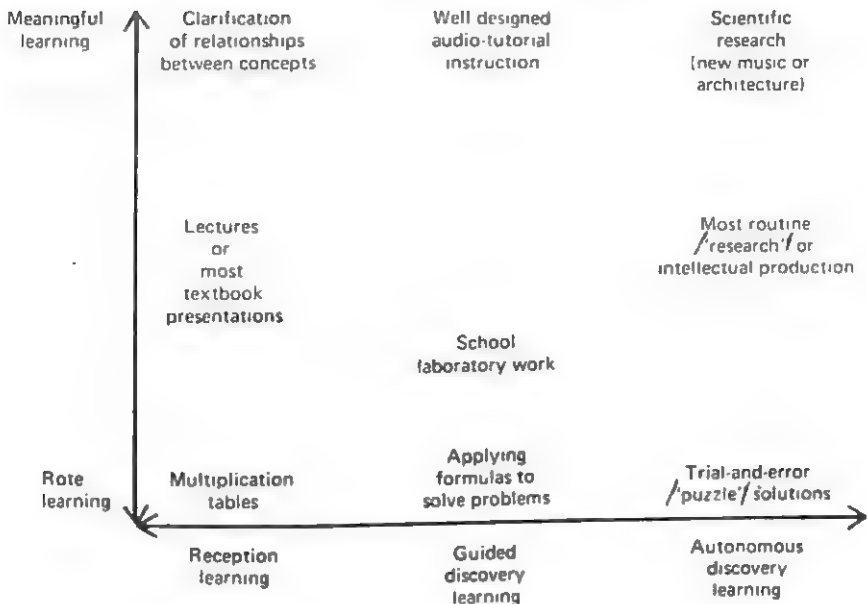 Meaningful
learning
Clarification
of relationships
between concepts
Well designed
audio-tutorial
instruction
Scientific
research
(new music or
architecture)
Lectures
or
most
textbook
presentations
Most routine
"research" or
intellectual production
School
laboratory work
Rote
learning
Multiplication
tables
Applying
formulas to
solve problems
Trial-and-error
"puzzle" solutions
Reception
learning
Guided
discovery
learning
Autonomous
discovery
learning